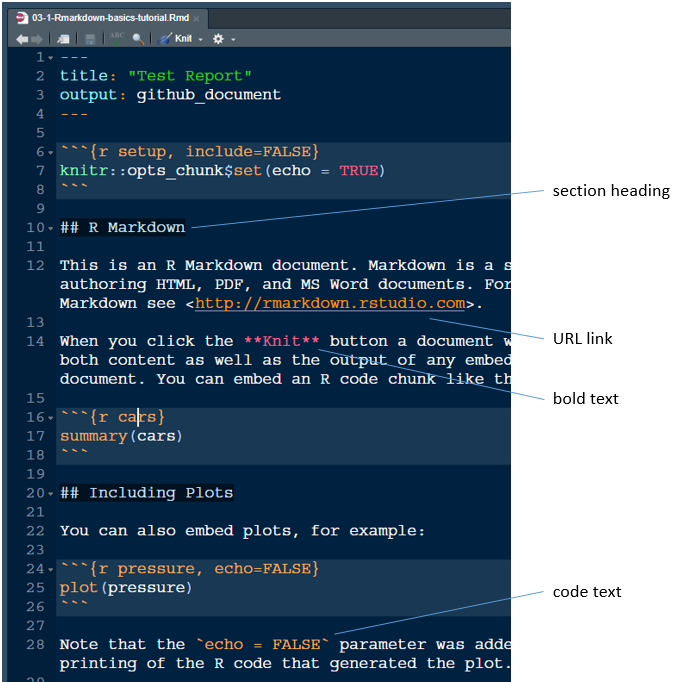 03-1-Rmarkdown-basics-tutorial.Rmd
ABC Knit
1 ---
2 title: "Test Report"
3 output: github_document
4 ---
5
6 ```{r setup, include=FALSE}
7 knitr::opts_chunk$set(echo = TRUE)
8 ```
section heading
9
10 ## R Markdown
11
12 This is an R Markdown document. Markdown is a s
authoring HTML, PDF, and MS Word documents. For
Markdown see <http://rmarkdown.rstudio.com>.
13
URL link
14 When you click the **Knit** button a document w
both content as well as the output of any embed
document. You can embed an R code chunk like th
bold text
15
16 ```{r cars}
17 summary(cars)
18 ```
19
20 ## Including Plots
21
22 You can also embed plots, for example:
23
24 ```{r pressure, echo=FALSE}
25 plot(pressure)
26 ```
code text
27
28 Note that the `echo = FALSE` parameter was adde
printing of the R code that generated the plot.
29